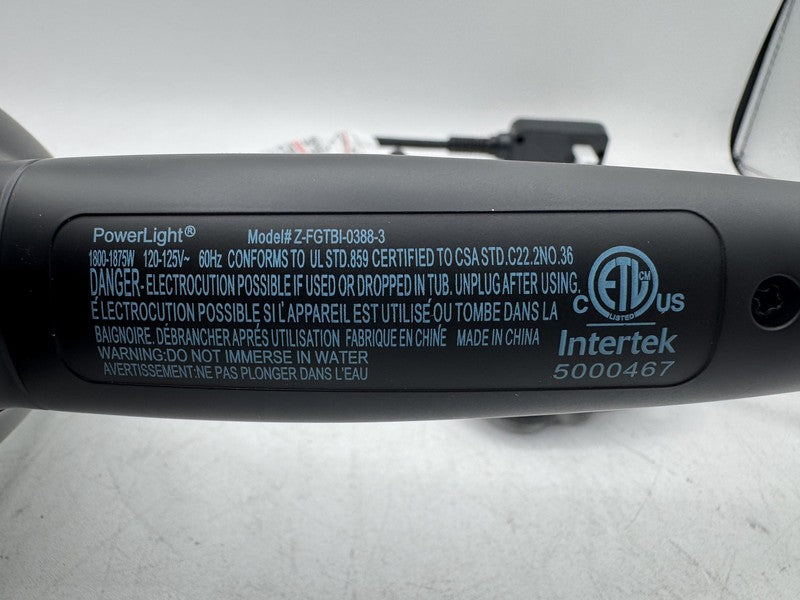 PowerLight® Model# Z-FGTBI-0388-3
1800-1875W 120-125V~ 60Hz CONFORMS TO UL STD.859 CERTIFIED TO CSA STD.C22.2NO.36
DANGER- ELECTROCUTION POSSIBLE IF USED OR DROPPED IN TUB. UNPLUG AFTER USING.
É LECTROCUTION POSSIBLE SI L'APPAREIL EST UTILISÉ OU TOMBE DANS LA
BAIGNOIRE. DÉBRANCHER APRÉS UTILISATION FABRIQUE EN CHINE MADE IN CHINA
WARNING:DO NOT IMMERSE IN WATER
AVERTISSEMENT:NE PAS PLONGER DANS L'EAU
ETL CM
C US
LISTED
Intertek
5000467